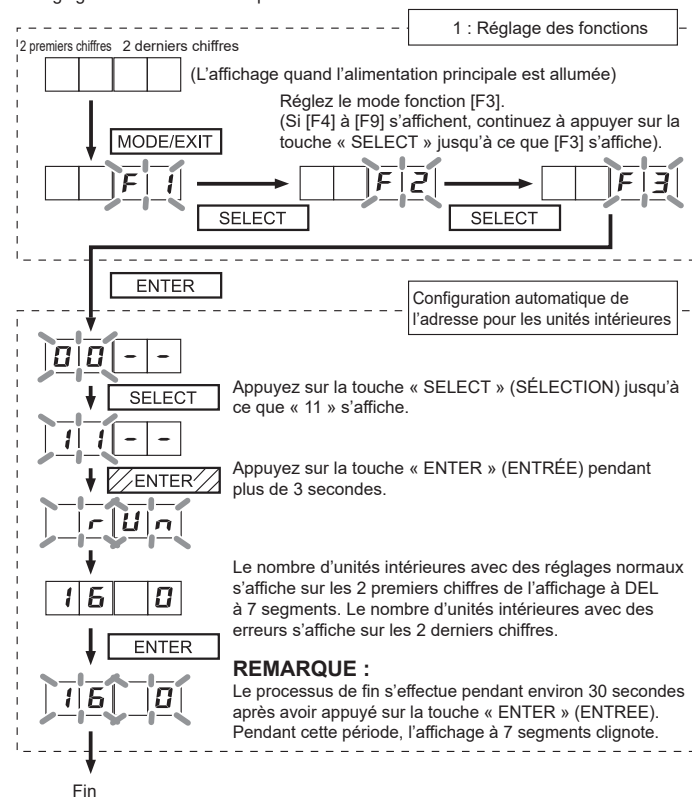 1 : Réglage des fonctions
2 premiers chiffres 2 derniers chiffres
(L'affichage quand l'alimentation principale est allumée)
Réglez le mode fonction [F3].
(Si [F4] à [F9] s'affichent, continuez à appuyer sur la
touche « SELECT » jusqu'à ce que [F3] s'affiche).
MODE/EXIT
F 1
F 2
F 3
SELECT
SELECT
ENTER
Configuration automatique de
l'adresse pour les unités intérieures
0 0 - -
SELECT
Appuyez sur la touche « SELECT » (SÉLECTION) jusqu'à
ce que « 11 » s'affiche.
1 1 - -
ENTER
Appuyez sur la touche « ENTER » (ENTRÉE) pendant
plus de 3 secondes.
r U n
Le nombre d'unités intérieures avec des réglages normaux
s'affiche sur les 2 premiers chiffres de l'affichage à DEL
à 7 segments. Le nombre d'unités intérieures avec des
erreurs s'affiche sur les 2 derniers chiffres.
1 6 0
ENTER
REMARQUE :
Le processus de fin s'effectue pendant environ 30 secondes
après avoir appuyé sur la touche « ENTER » (ENTREE).
Pendant cette période, l'affichage à 7 segments clignote.
1 6 0
Fin